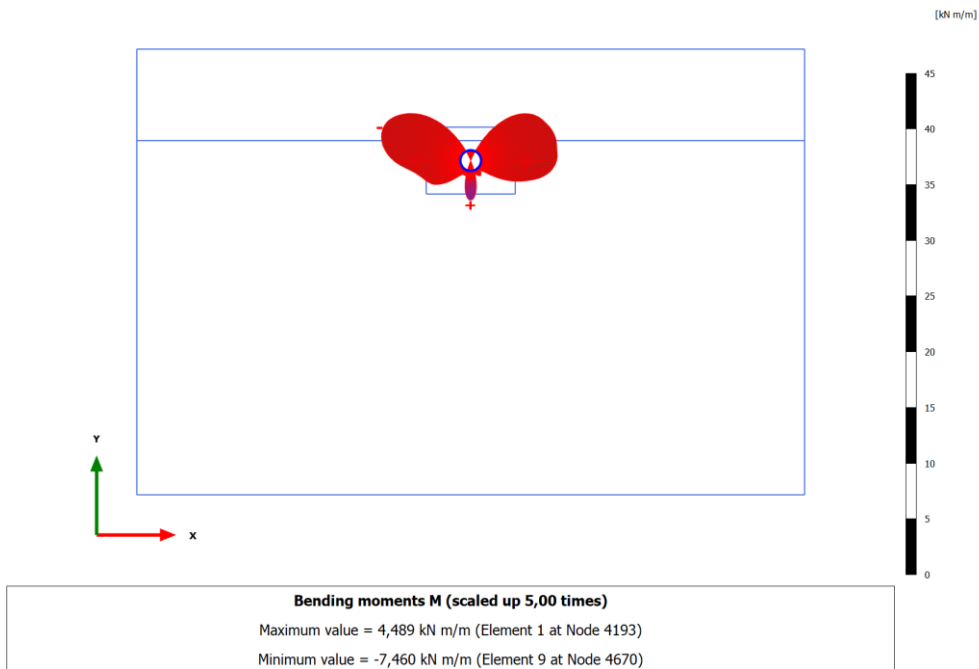 [kN m/m]
45
40
35
30
25
20
15
10
5
0
Y
X
Bending moments M (scaled up 5,00 times)
Maximum value = 4,489 kN m/m (Element 1 at Node 4193)
Minimum value = -7,460 kN m/m (Element 9 at Node 4670)